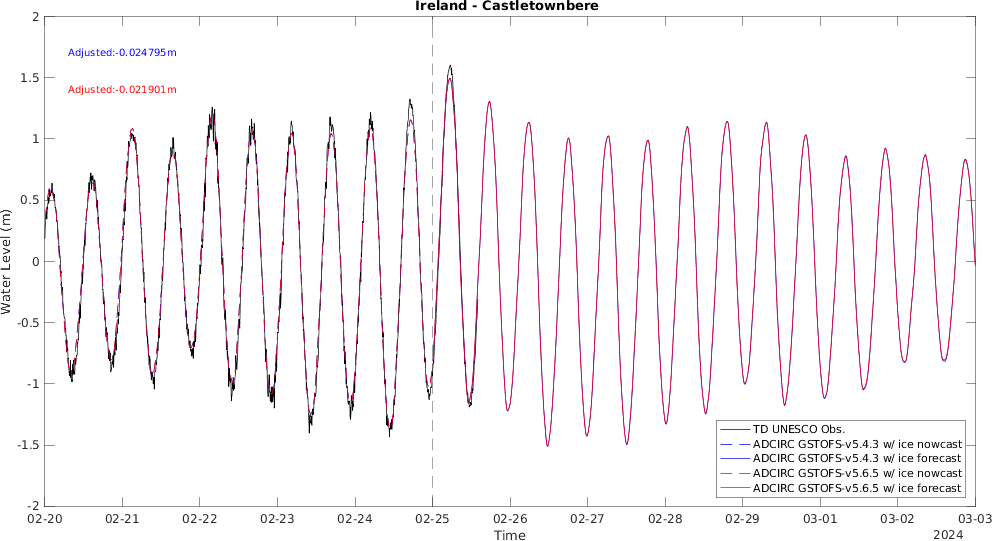 Ireland - Castletownbere
Adjusted:-0.024795m
Adjusted:-0.021901m
2
1.5
1
0.5
0
-0.5
-1
-1.5
-2
Water Level (m)
TD UNESCO Obs.
ADCIRC GSTOFS-v5.4.3 w/ ice nowcast
ADCIRC GSTOFS-v5.4.3 w/ ice forecast
ADCIRC GSTOFS-v5.6.5 w/ ice nowcast
ADCIRC GSTOFS-v5.6.5 w/ ice forecast
02-20 02-21 02-22 02-23 02-24 02-25 02-26 02-27 02-28 02-29 03-01 03-02 03-03
Time
2024